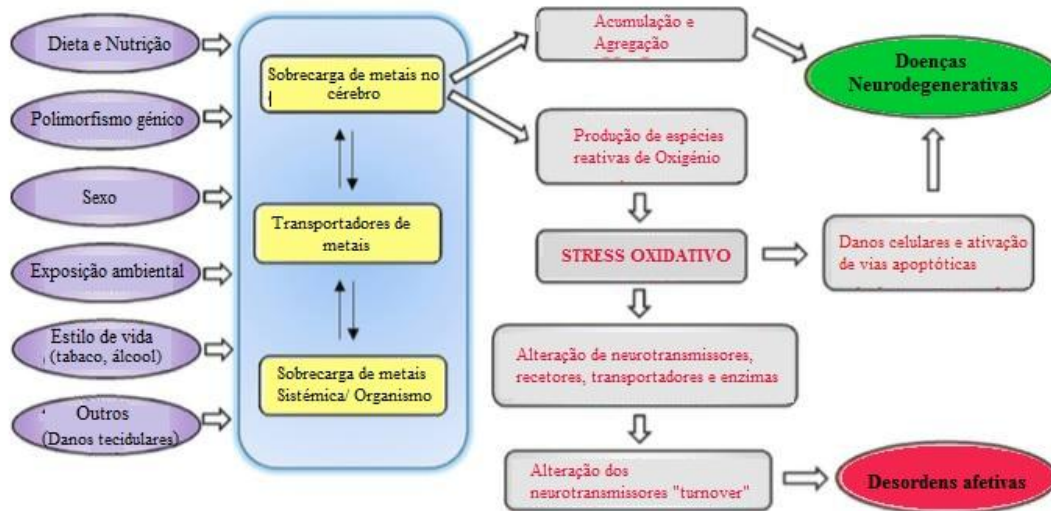 Dieta e Nutrição
Polimorfismo génico
Sexo
Exposição ambiental
Estilo de vida
(tabaco, álcool)
Outros
(Danos tecidulares)
Sobrecarga de metais no
cérebro
Transportadores de
metais
Sobrecarga de metais
Sistémica/ Organismo
Acumulação e
Agregação
Produção de espécies
reativas de Oxigénio
STRESS OXIDATIVO
Alteração de neurotransmissores,
recetores, transportadores e enzimas
Alteração dos
neurotransmissores "turnover"
Doenças
Neurodegenerativas
Danos celulares e ativação
de vias apoptóticas
Desordens afetivas